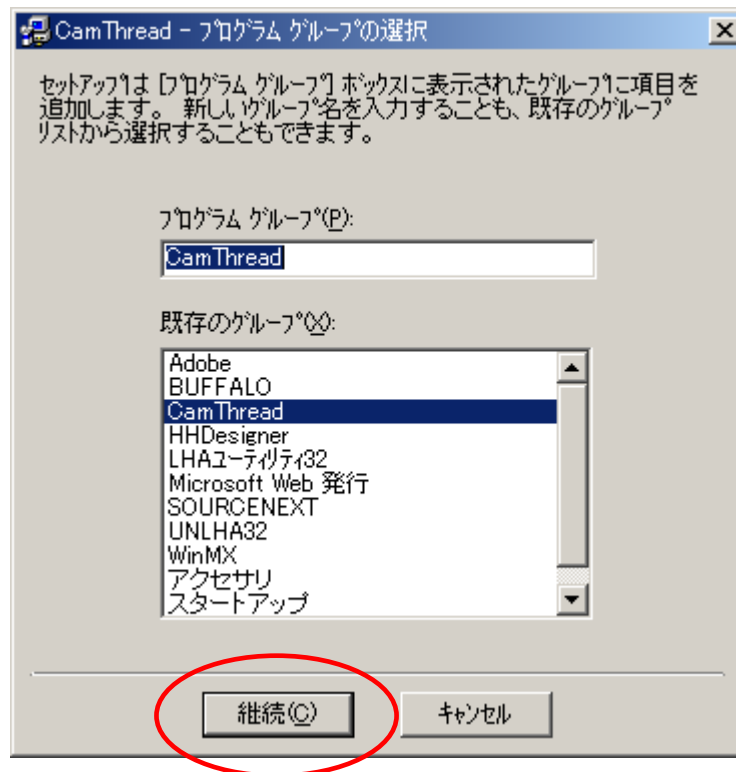 CamThread - ﾌﾟﾛｸﾞﾗﾑ ｸﾞﾙｰﾌﾟの選択
ｾｯﾄｱｯﾌﾟは [ﾌﾟﾛｸﾞﾗﾑ ｸﾞﾙｰﾌﾟ] ﾎﾞｯｸｽに表示されたｸﾞﾙｰﾌﾟに項目を
追加します。 新しいｸﾞﾙｰﾌﾟ名を入力することも、既存のｸﾞﾙｰﾌﾟ
ﾘｽﾄから選択することもできます。
ﾌﾟﾛｸﾞﾗﾑ ｸﾞﾙｰﾌﾟ(P):
CamThread
既存のｸﾞﾙｰﾌﾟ(X):
Adobe
BUFFALO
CamThread
HHDesigner
LHAﾕｰﾃｨﾘﾃｨ32
Microsoft Web 発行
SOURCENEXT
UNLHA32
WinMX
アクセサリ
スタートアップ
継続(C)
ｷｬﾝｾﾙ